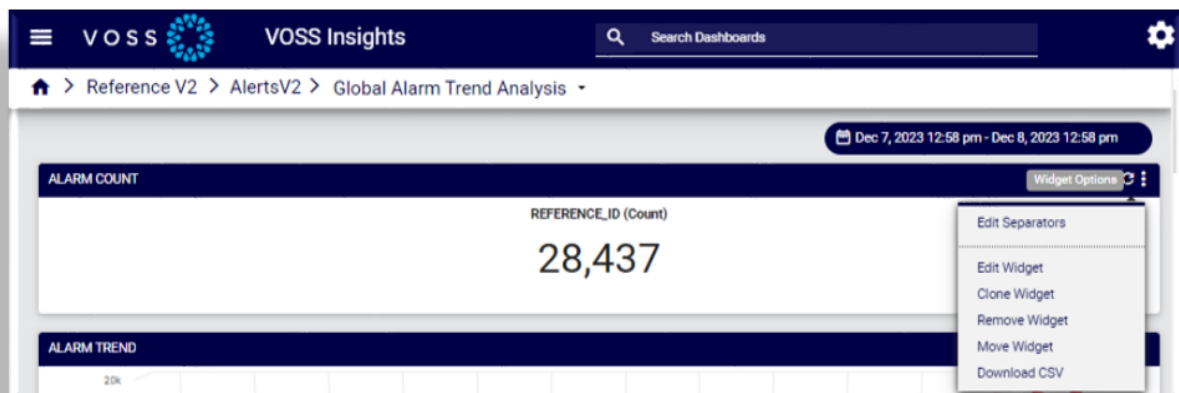 VOSS VOSS Insights Search Dashboards
Reference V2 > AlertsV2 > Global Alarm Trend Analysis
Dec 7, 2023 12:58 pm - Dec 8, 2023 12:58 pm
ALARM COUNT Widget Options
REFERENCE_ID (Count)
28,437
Edit Separators
Edit Widget
Clone Widget
Remove Widget
Move Widget
Download CSV
ALARM TREND
20k